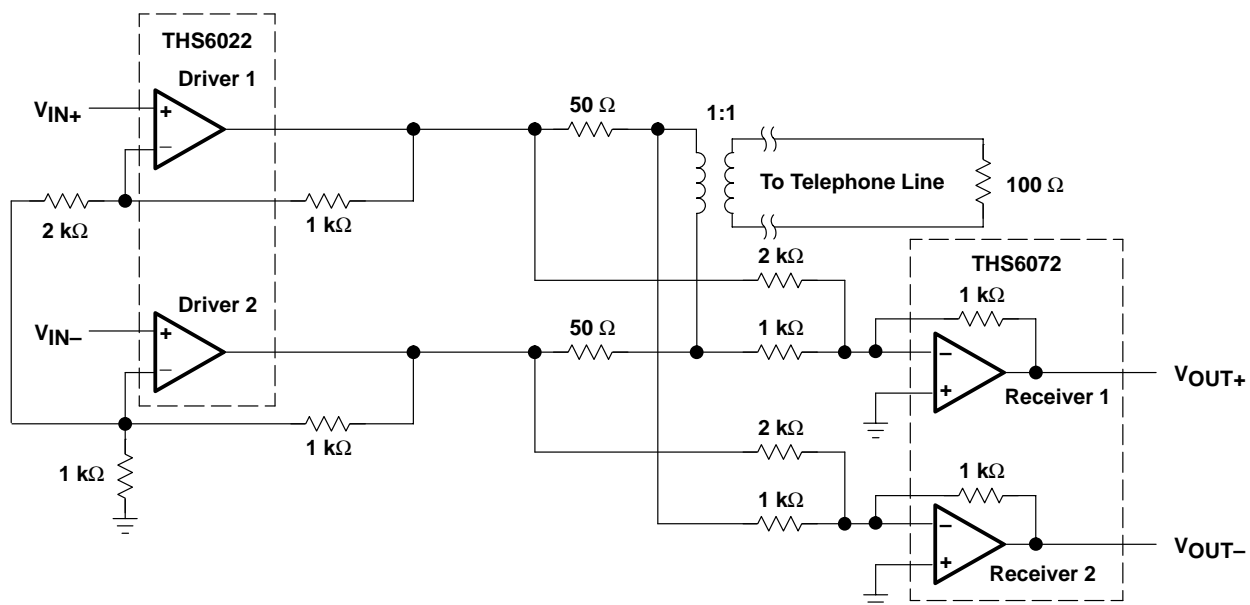 THS6022
Driver 1
V_IN+
+
−
2 kΩ
1 kΩ
Driver 2
V_IN−
+
−
1 kΩ
1 kΩ
50 Ω
1:1
To Telephone Line
100 Ω
2 kΩ
50 Ω
1 kΩ
THS6072
1 kΩ
−
+
Receiver 1
V_OUT+
2 kΩ
1 kΩ
1 kΩ
−
+
Receiver 2
V_OUT−